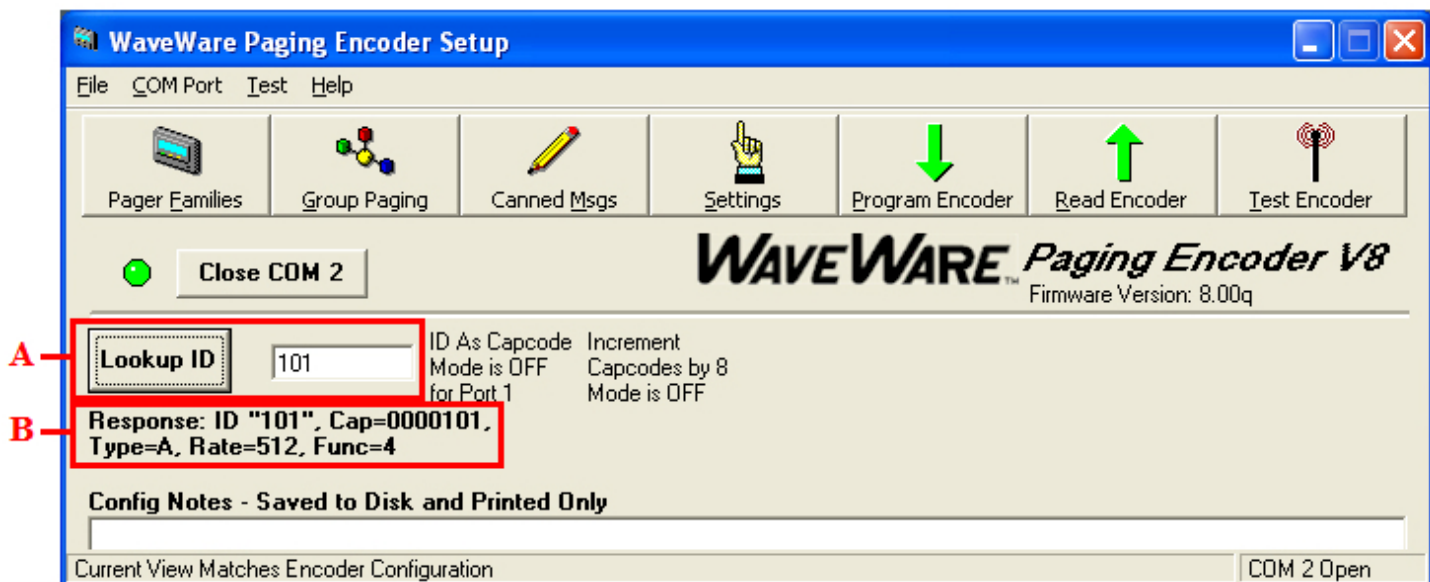 WaveWare Paging Encoder Setup
File COM Port Test Help
Pager Families Group Paging Canned Msgs Settings Program Encoder Read Encoder Test Encoder
Close COM 2
WAVEWARE™ Paging Encoder V8
Firmware Version: 8.00q
A
Lookup ID 101
ID As Capcode
Mode is OFF
for Port 1
Increment
Capcodes by 8
Mode is OFF
B
Response: ID "101", Cap=0000101,
Type=A, Rate=512, Func=4
Config Notes - Saved to Disk and Printed Only
Current View Matches Encoder Configuration COM 2 Open